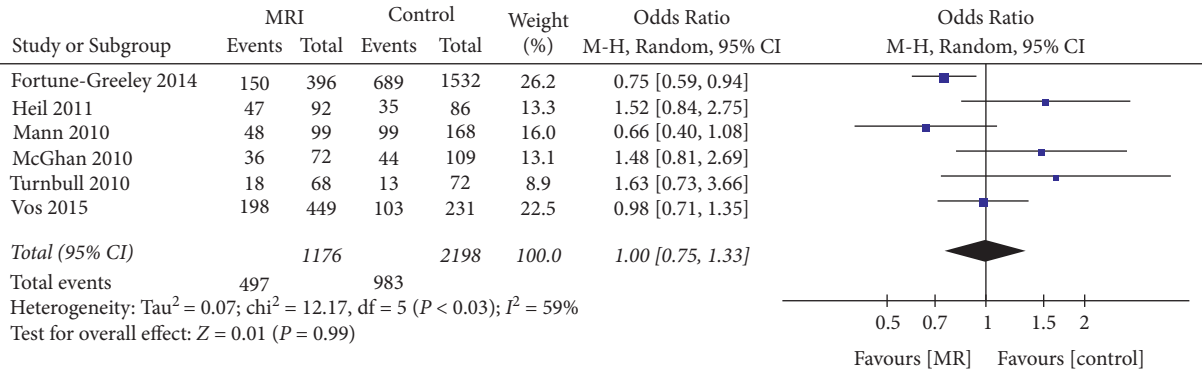 MRI Control Weight Odds Ratio Odds Ratio
Study or Subgroup Events Total Events Total (%) M-H, Random, 95% CI M-H, Random, 95% CI
Fortune-Greeley 2014 150 396 689 1532 26.2 0.75 [0.59, 0.94]
Heil 2011 47 92 35 86 13.3 1.52 [0.84, 2.75]
Mann 2010 48 99 99 168 16.0 0.66 [0.40, 1.08]
McGhan 2010 36 72 44 109 13.1 1.48 [0.81, 2.69]
Turnbull 2010 18 68 13 72 8.9 1.63 [0.73, 3.66]
Vos 2015 198 449 103 231 22.5 0.98 [0.71, 1.35]
Total (95% CI) 1176 2198 100.0 1.00 [0.75, 1.33]
Total events 497 983
Heterogeneity: Tau² = 0.07; chi² = 12.17, df = 5 (P < 0.03); I² = 59%
Test for overall effect: Z = 0.01 (P = 0.99)
0.5 0.7 1 1.5 2
Favours [MR] Favours [control]